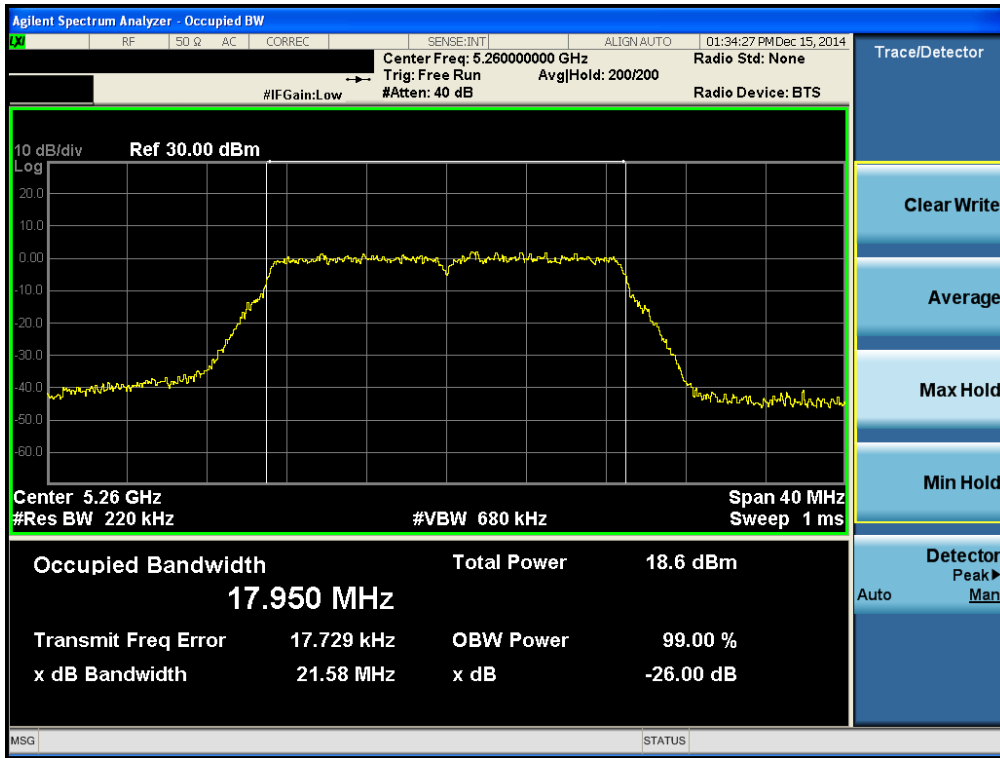 Agilent Spectrum Analyzer - Occupied BW
LXI RF 50 Ω AC CORREC SENSE:INT ALIGN AUTO 01:34:27 PM Dec 15, 2014
Center Freq: 5.260000000 GHz Radio Std: None
Trig: Free Run Avg|Hold: 200/200
#IFGain:Low #Atten: 40 dB Radio Device: BTS
Trace/Detector
10 dB/div Ref 30.00 dBm
Log
20.0
10.0
0.00
-10.0
-20.0
-30.0
-40.0
-50.0
-60.0
Center 5.26 GHz Span 40 MHz
#Res BW 220 kHz #VBW 680 kHz Sweep 1 ms
Occupied Bandwidth Total Power 18.6 dBm
17.950 MHz
Transmit Freq Error 17.729 kHz OBW Power 99.00 %
x dB Bandwidth 21.58 MHz x dB -26.00 dB
Clear Write
Average
Max Hold
Min Hold
Detector
Peak▶
Auto Man
MSG STATUS